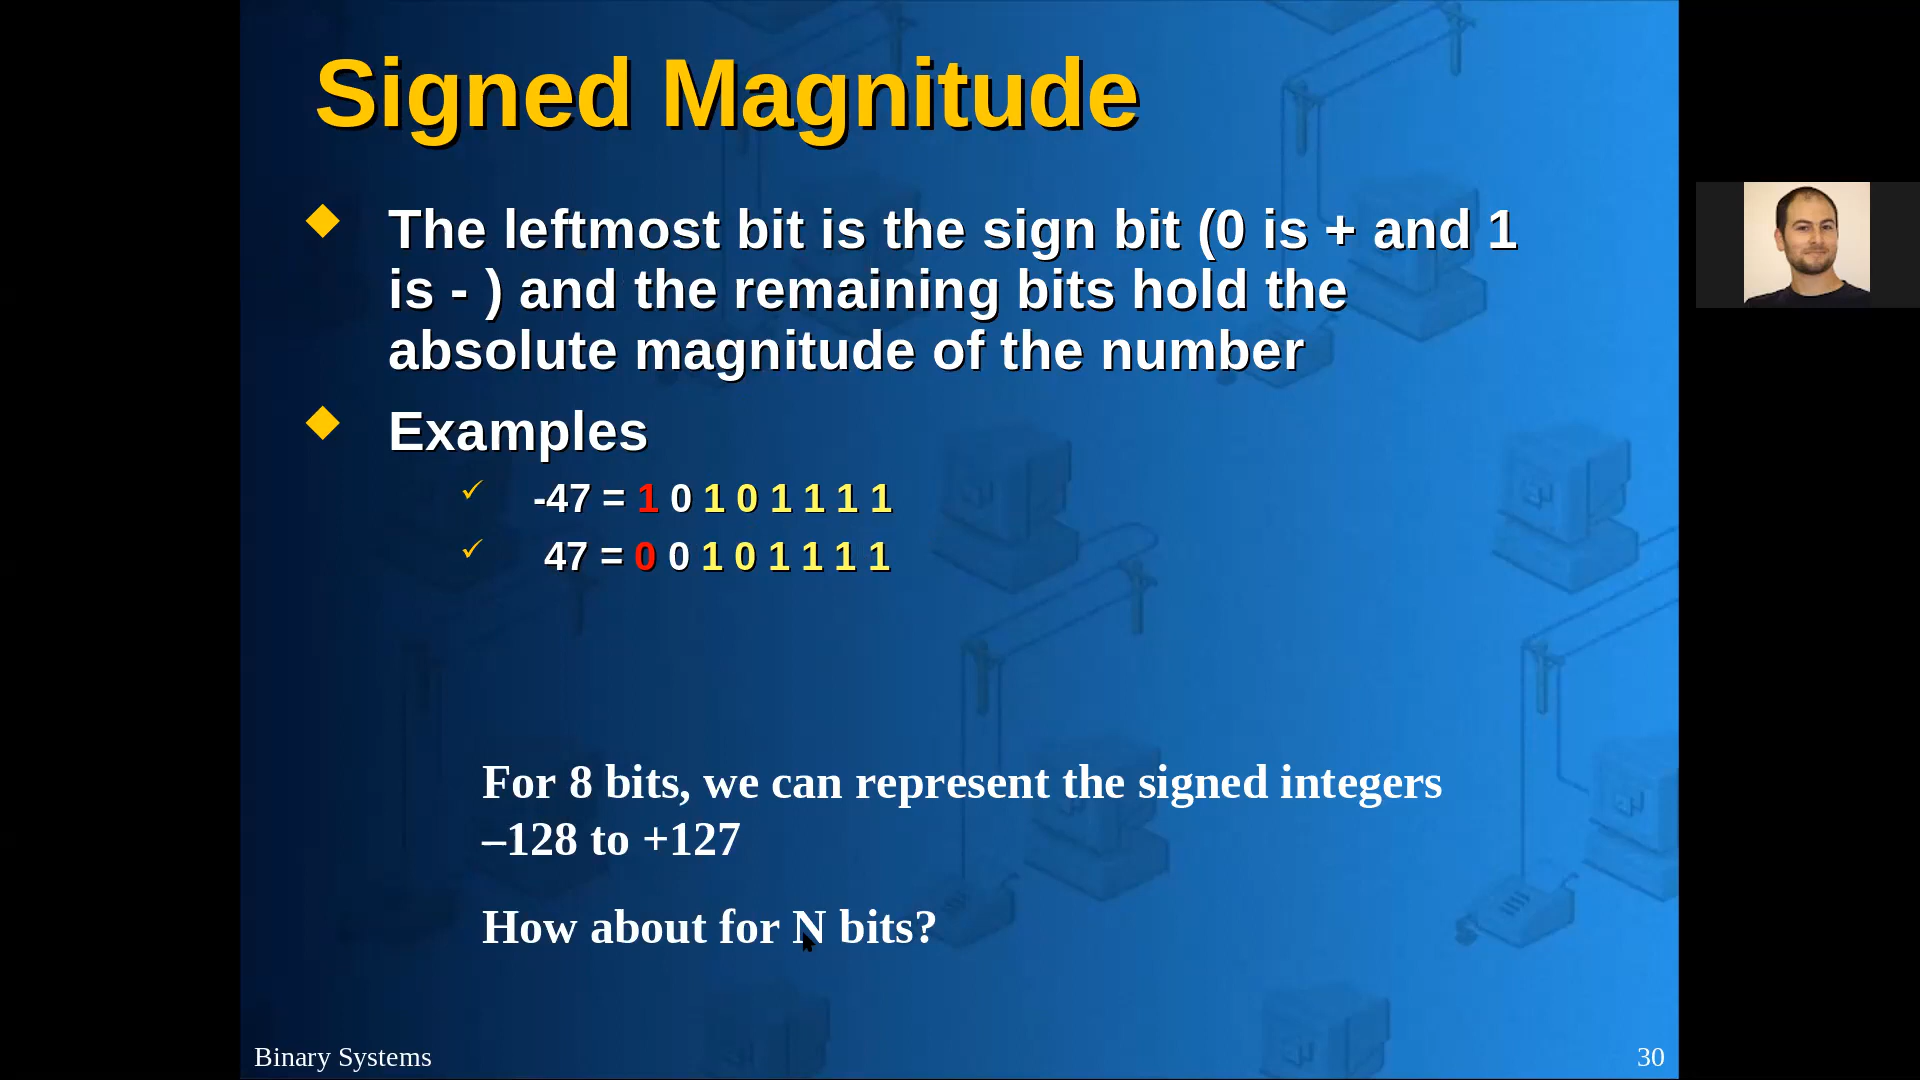 Signed Magnitude
The leftmost bit is the sign bit (0 is + and 1
is - ) and the remaining bits hold the
absolute magnitude of the number
Examples
-47 = 1 0 1 0 1 1 1 1
47 = 0 0 1 0 1 1 1 1
For 8 bits, we can represent the signed integers
–128 to +127
How about for N bits?
Binary Systems
30